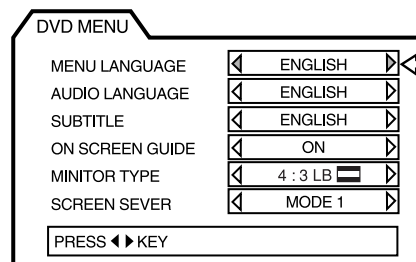 DVD MENU
MENU LANGUAGE ENGLISH
AUDIO LANGUAGE ENGLISH
SUBTITLE ENGLISH
ON SCREEN GUIDE ON
MINITOR TYPE 4 : 3 LB
SCREEN SEVER MODE 1
PRESS ◀ ▶ KEY